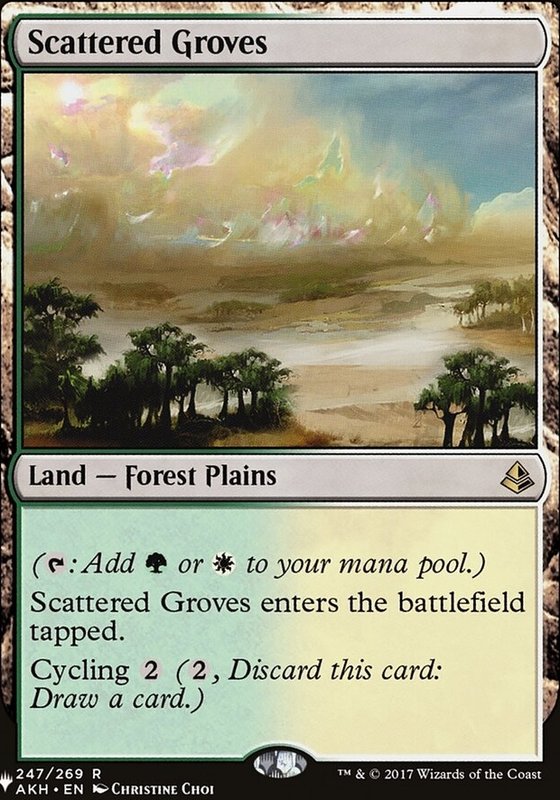 Scattered Groves
Land — Forest Plains
( : Add or to your mana pool.)
Scattered Groves enters the battlefield
tapped.
Cycling 2 (2, Discard this card:
Draw a card.)
247/269 R
AKH • EN Christine Choi
™ & © 2017 Wizards of the Coast